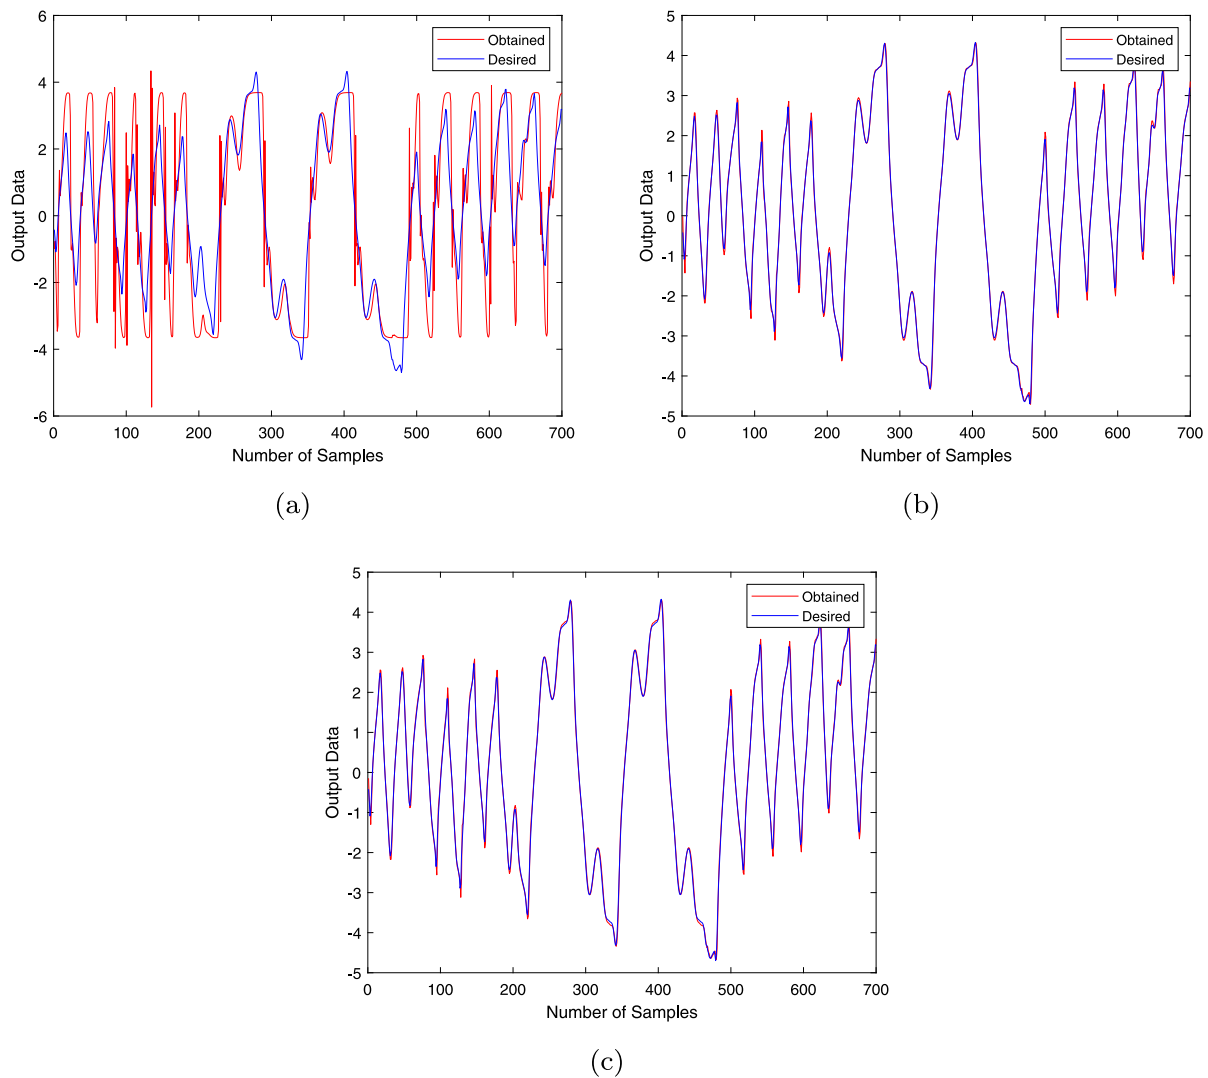 6
4
2
0
-2
-4
-6
Output Data
0 100 200 300 400 500 600 700
Number of Samples
Obtained
Desired
(a)
5
4
3
2
1
0
-1
-2
-3
-4
-5
Output Data
0 100 200 300 400 500 600 700
Number of Samples
Obtained
Desired
(b)
5
4
3
2
1
0
-1
-2
-3
-4
-5
Output Data
0 100 200 300 400 500 600 700
Number of Samples
Obtained
Desired
(c)